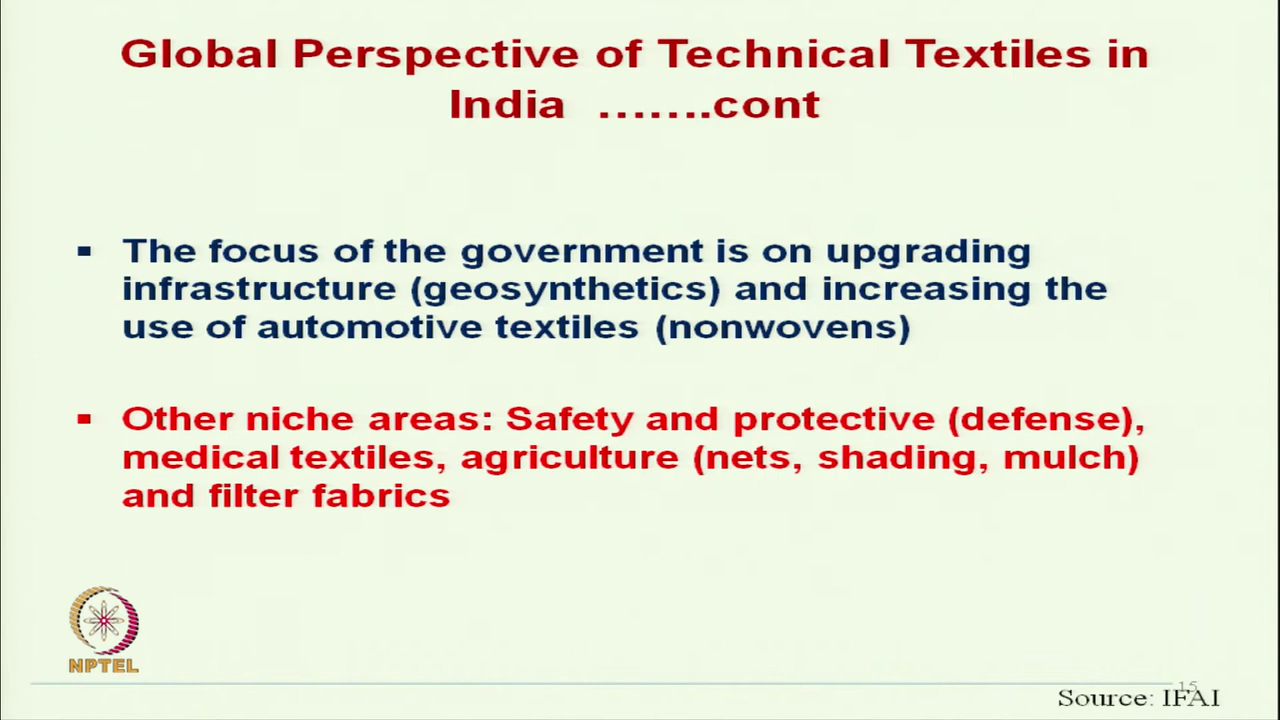 Global Perspective of Technical Textiles in
India …….cont
▪ The focus of the government is on upgrading
infrastructure (geosynthetics) and increasing the
use of automotive textiles (nonwovens)
▪ Other niche areas: Safety and protective (defense),
medical textiles, agriculture (nets, shading, mulch)
and filter fabrics
NPTEL
15
Source: IFAI